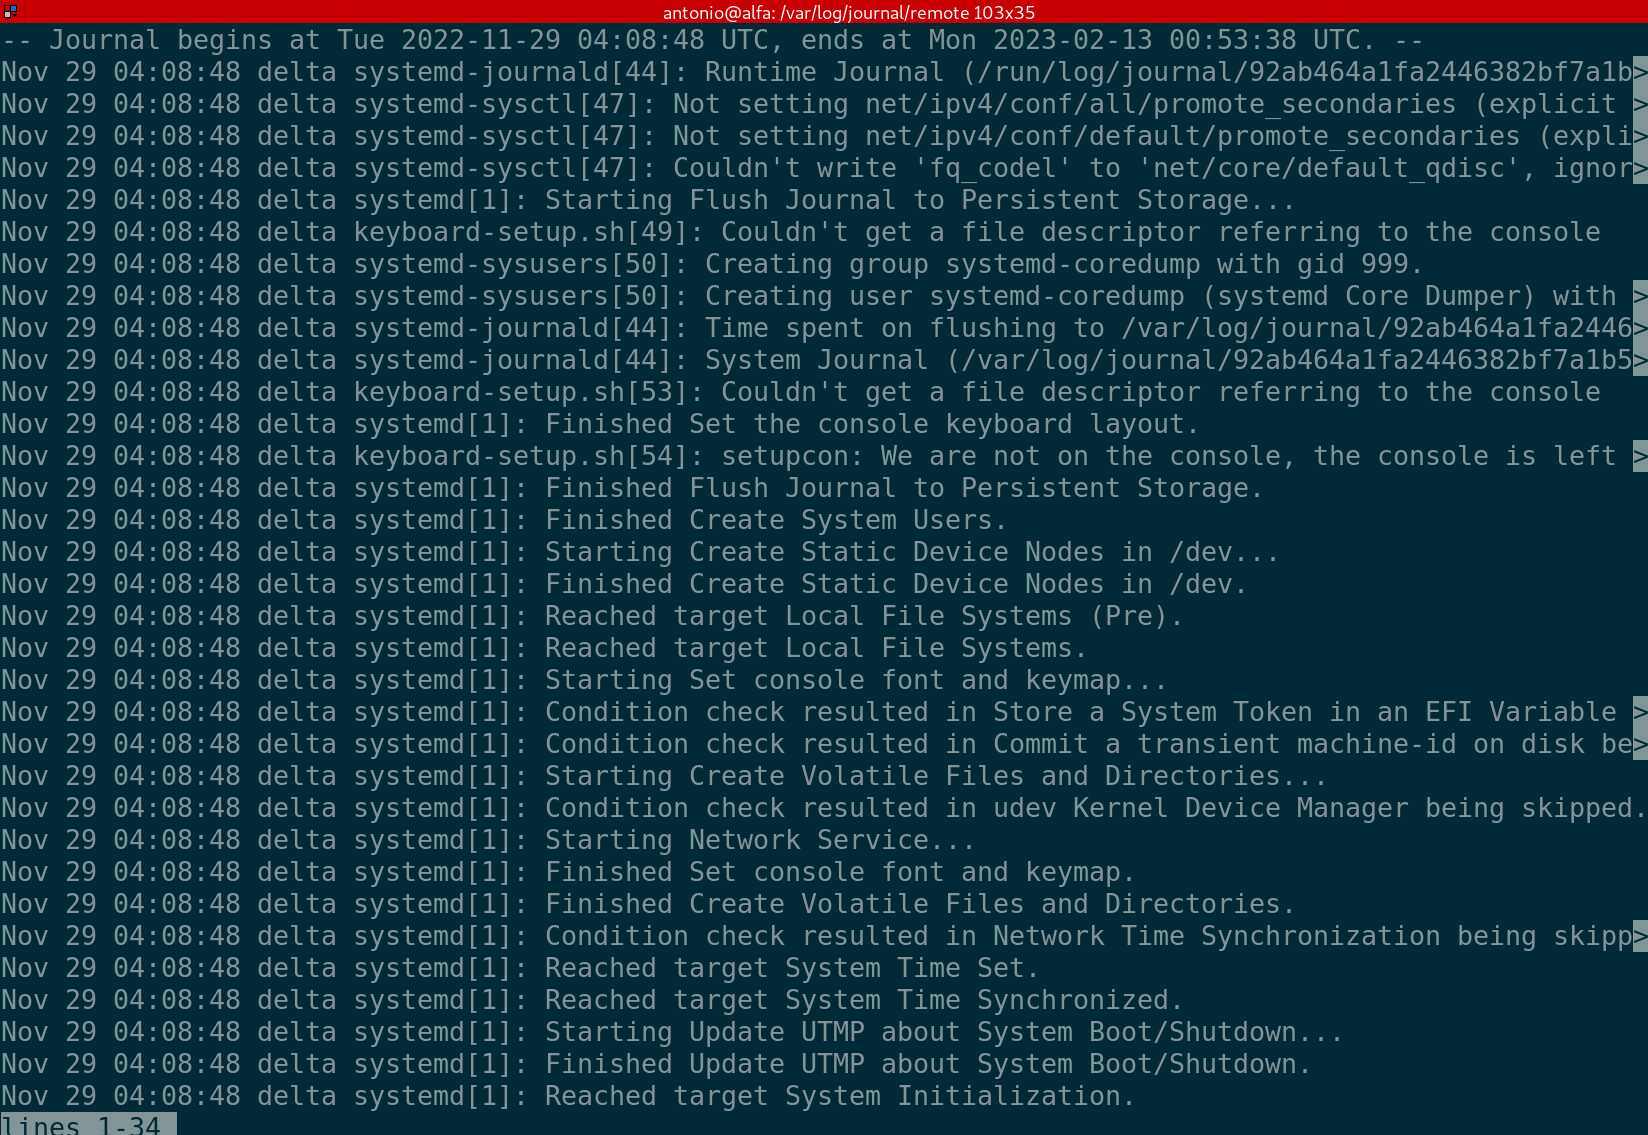 antonio@alfa: /var/log/journal/remote 103x35
-- Journal begins at Tue 2022-11-29 04:08:48 UTC, ends at Mon 2023-02-13 00:53:38 UTC. --
Nov 29 04:08:48 delta systemd-journald[44]: Runtime Journal (/run/log/journal/92ab464a1fa2446382bf7a1b>
Nov 29 04:08:48 delta systemd-sysctl[47]: Not setting net/ipv4/conf/all/promote_secondaries (explicit >
Nov 29 04:08:48 delta systemd-sysctl[47]: Not setting net/ipv4/conf/default/promote_secondaries (expli>
Nov 29 04:08:48 delta systemd-sysctl[47]: Couldn't write 'fq_codel' to 'net/core/default_qdisc', ignor>
Nov 29 04:08:48 delta systemd[1]: Starting Flush Journal to Persistent Storage...
Nov 29 04:08:48 delta keyboard-setup.sh[49]: Couldn't get a file descriptor referring to the console
Nov 29 04:08:48 delta systemd-sysusers[50]: Creating group systemd-coredump with gid 999.
Nov 29 04:08:48 delta systemd-sysusers[50]: Creating user systemd-coredump (systemd Core Dumper) with >
Nov 29 04:08:48 delta systemd-journald[44]: Time spent on flushing to /var/log/journal/92ab464a1fa2446>
Nov 29 04:08:48 delta systemd-journald[44]: System Journal (/var/log/journal/92ab464a1fa2446382bf7a1b5>
Nov 29 04:08:48 delta keyboard-setup.sh[53]: Couldn't get a file descriptor referring to the console
Nov 29 04:08:48 delta systemd[1]: Finished Set the console keyboard layout.
Nov 29 04:08:48 delta keyboard-setup.sh[54]: setupcon: We are not on the console, the console is left >
Nov 29 04:08:48 delta systemd[1]: Finished Flush Journal to Persistent Storage.
Nov 29 04:08:48 delta systemd[1]: Finished Create System Users.
Nov 29 04:08:48 delta systemd[1]: Starting Create Static Device Nodes in /dev...
Nov 29 04:08:48 delta systemd[1]: Finished Create Static Device Nodes in /dev.
Nov 29 04:08:48 delta systemd[1]: Reached target Local File Systems (Pre).
Nov 29 04:08:48 delta systemd[1]: Reached target Local File Systems.
Nov 29 04:08:48 delta systemd[1]: Starting Set console font and keymap...
Nov 29 04:08:48 delta systemd[1]: Condition check resulted in Store a System Token in an EFI Variable >
Nov 29 04:08:48 delta systemd[1]: Condition check resulted in Commit a transient machine-id on disk be>
Nov 29 04:08:48 delta systemd[1]: Starting Create Volatile Files and Directories...
Nov 29 04:08:48 delta systemd[1]: Condition check resulted in udev Kernel Device Manager being skipped.
Nov 29 04:08:48 delta systemd[1]: Starting Network Service...
Nov 29 04:08:48 delta systemd[1]: Finished Set console font and keymap.
Nov 29 04:08:48 delta systemd[1]: Finished Create Volatile Files and Directories.
Nov 29 04:08:48 delta systemd[1]: Condition check resulted in Network Time Synchronization being skipp>
Nov 29 04:08:48 delta systemd[1]: Reached target System Time Set.
Nov 29 04:08:48 delta systemd[1]: Reached target System Time Synchronized.
Nov 29 04:08:48 delta systemd[1]: Starting Update UTMP about System Boot/Shutdown...
Nov 29 04:08:48 delta systemd[1]: Finished Update UTMP about System Boot/Shutdown.
Nov 29 04:08:48 delta systemd[1]: Reached target System Initialization.
lines 1-34